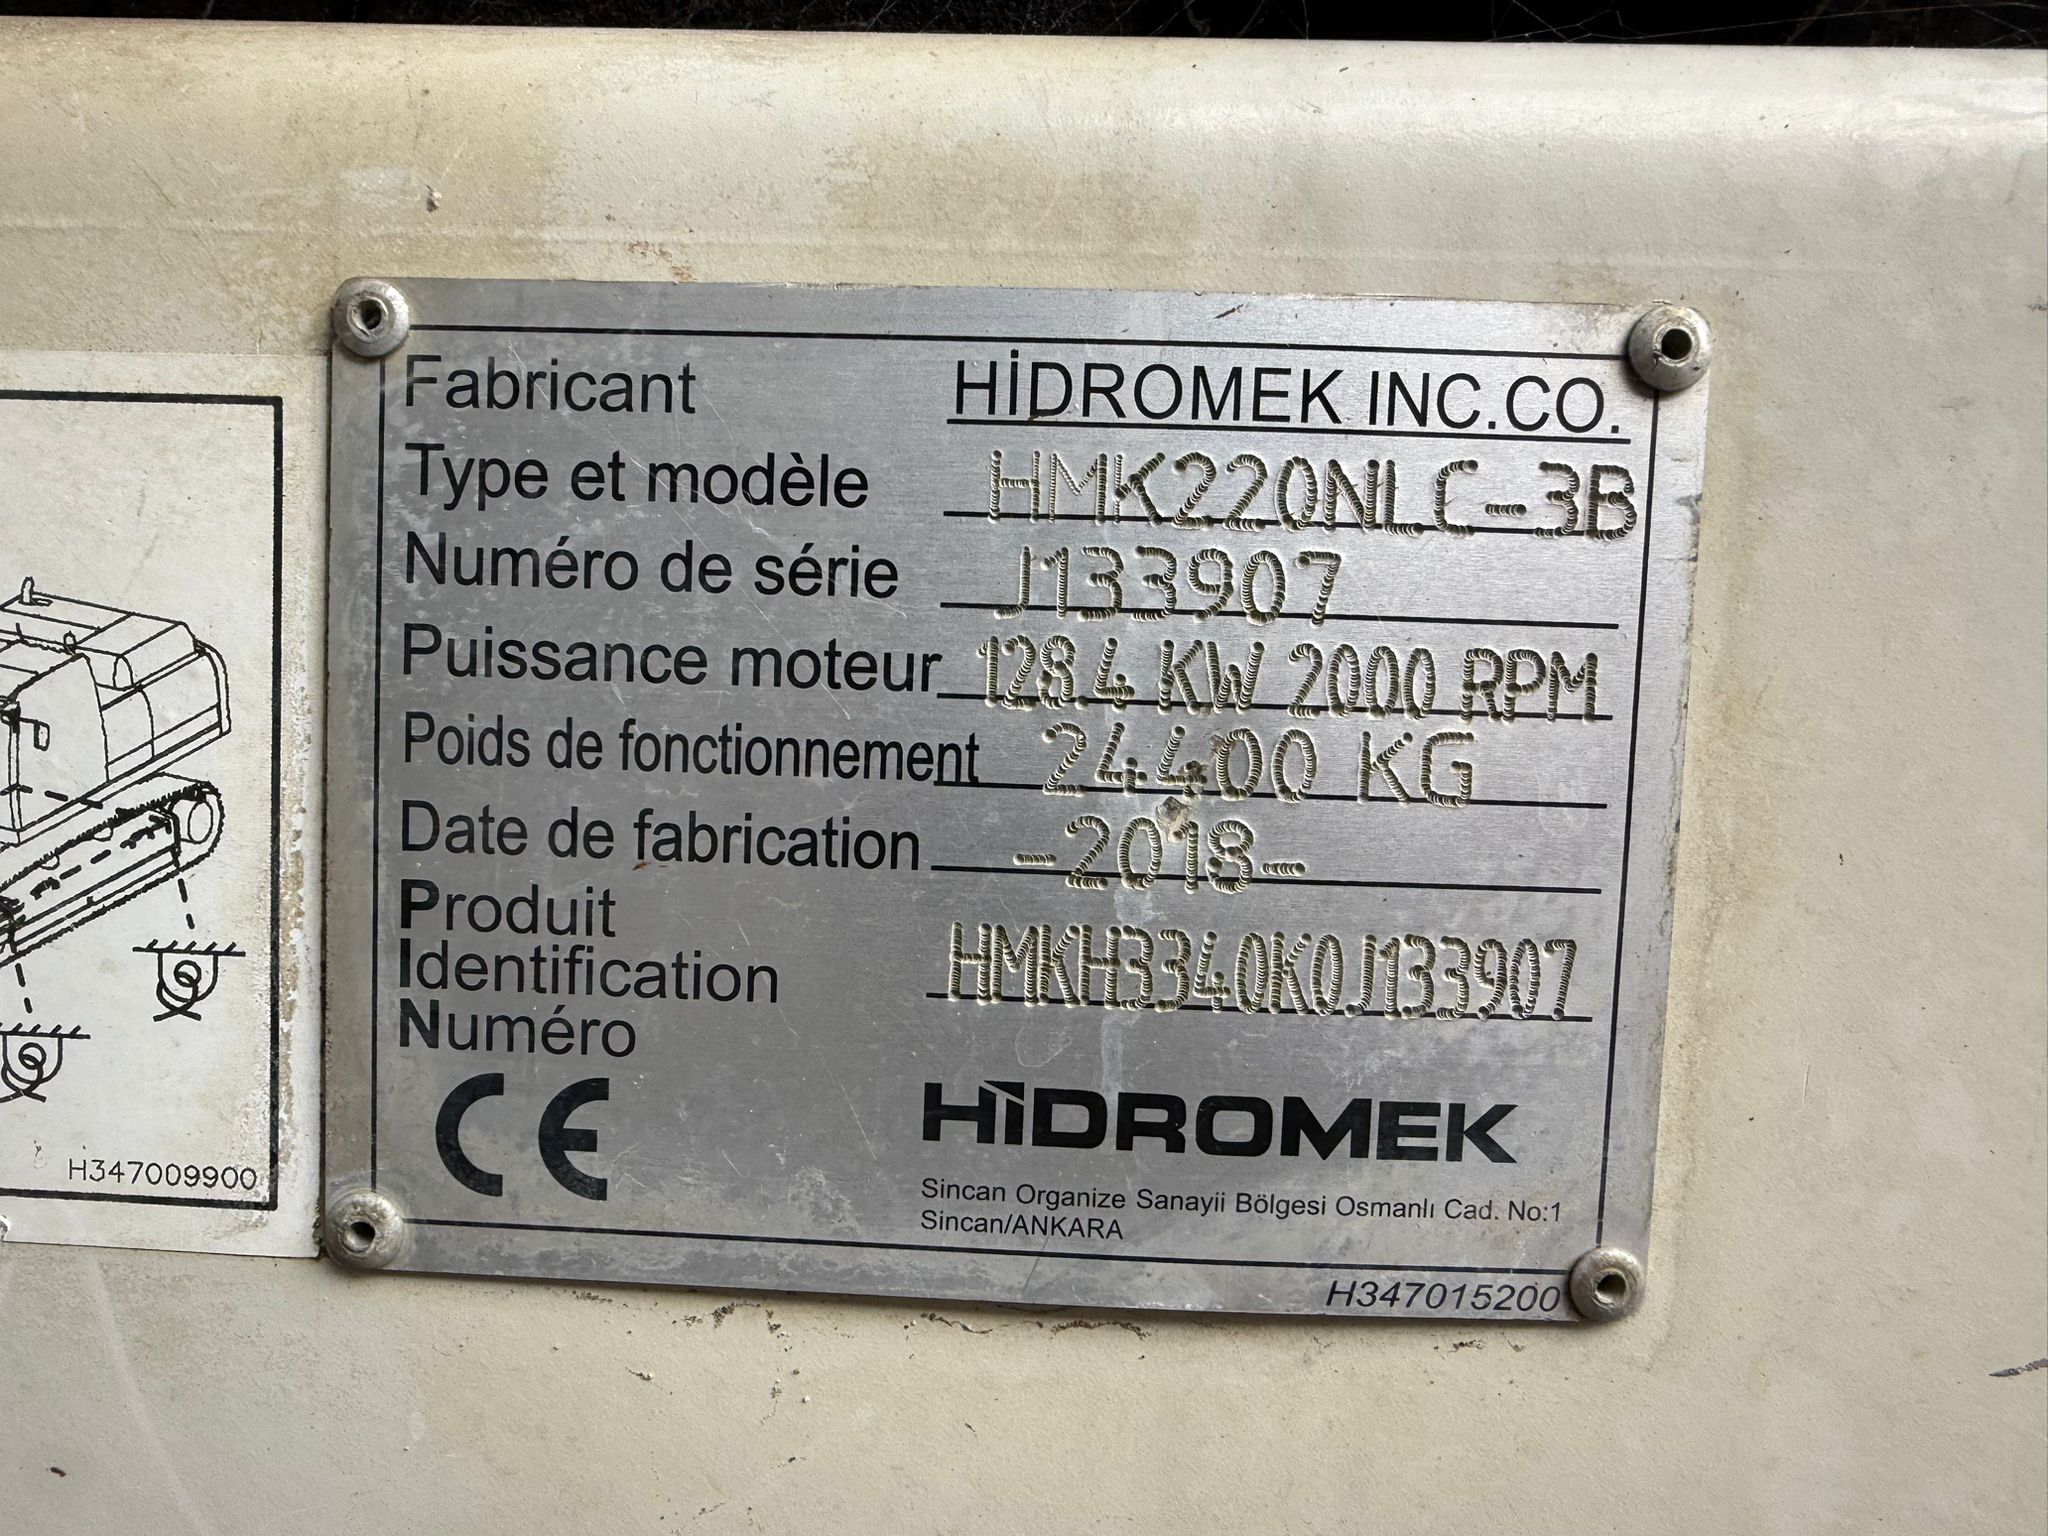 Fabricant HİDROMEK INC.CO.
Type et modèle HMK220NLC-3B
Numéro de série J133907
Puissance moteur 128.4 KW 2000 RPM
Poids de fonctionnement 24400 KG
Date de fabrication -2018-
Produit
Identification HMKH3340K0J133907
Numéro
CE
HİDROMEK
Sincan Organize Sanayii Bölgesi Osmanlı Cad. No:1
Sincan/ANKARA
H347015200
H347009900